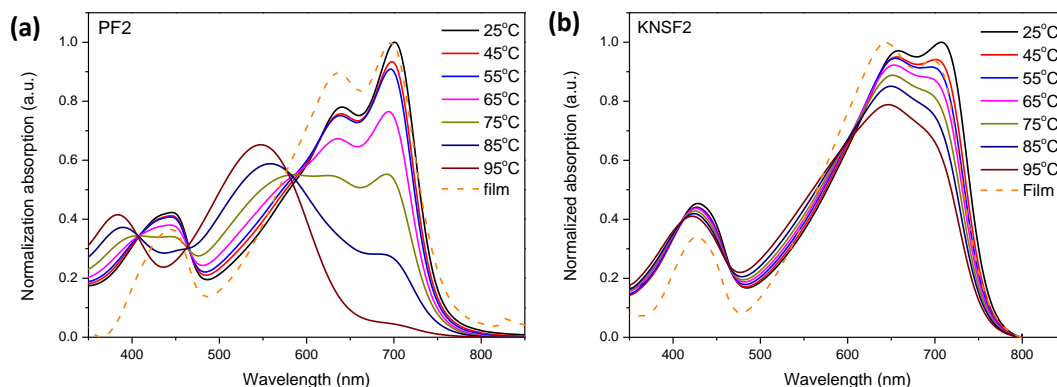 (a)
PF2
25°C
45°C
55°C
65°C
75°C
85°C
95°C
film
Normalization absorption (a.u.)
1.0
0.8
0.6
0.4
0.2
0.0
400 500 600 700 800
Wavelength (nm)
(b)
KNSF2
25°C
45°C
55°C
65°C
75°C
85°C
95°C
Film
Normalized absorption (a.u.)
1.0
0.8
0.6
0.4
0.2
0.0
400 500 600 700 800
Wavelength (nm)